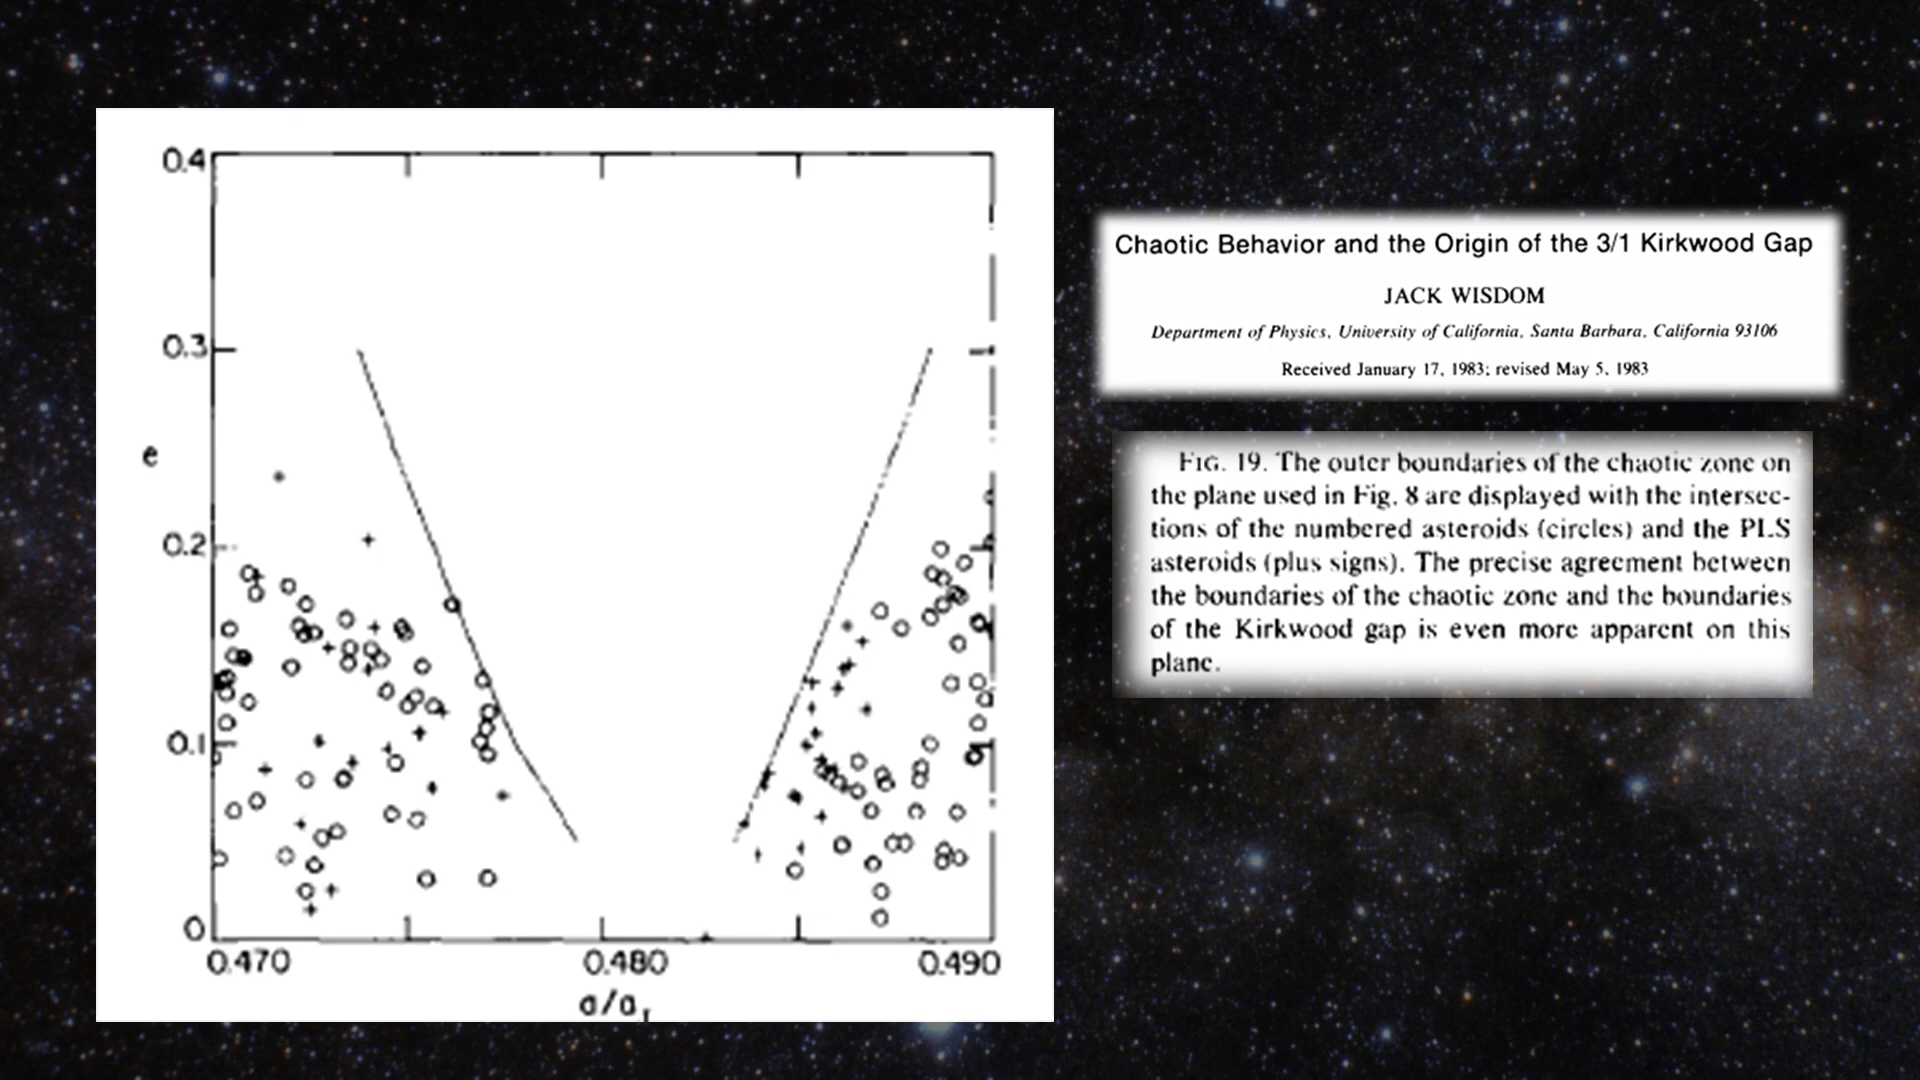 0.4
0.3
e
0.2
0.1
0
0.470 0.480 0.490
a/a
Chaotic Behavior and the Origin of the 3/1 Kirkwood Gap
JACK WISDOM
Department of Physics, University of California, Santa Barbara, California 93106
Received January 17, 1983; revised May 5, 1983
FIG. 19. The outer boundaries of the chaotic zone on
the plane used in Fig. 8 are displayed with the intersec-
tions of the numbered asteroids (circles) and the PLS
asteroids (plus signs). The precise agreement between
the boundaries of the chaotic zone and the boundaries
of the Kirkwood gap is even more apparent on this
plane.